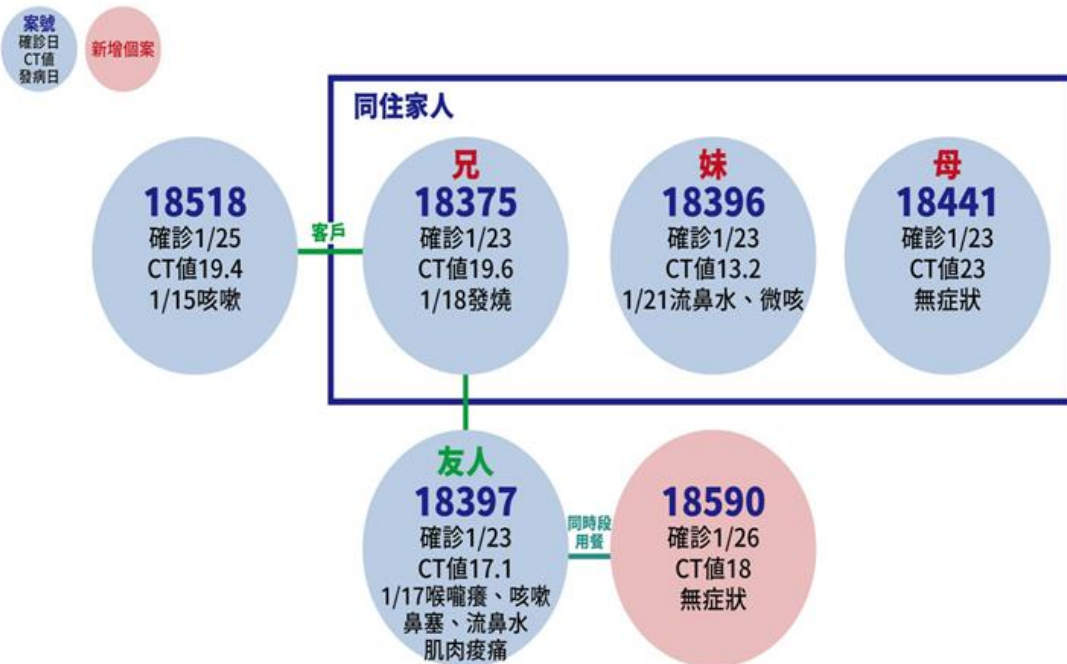 案號
確診日
CT值
發病日
新增個案
同住家人
18518
確診1/25
CT值19.4
1/15咳嗽
客戶
兄
18375
確診1/23
CT值19.6
1/18發燒
妹
18396
確診1/23
CT值13.2
1/21流鼻水、微咳
母
18441
確診1/23
CT值23
無症狀
友人
18397
確診1/23
CT值17.1
1/17喉嚨癢、咳嗽
鼻塞、流鼻水
肌肉痠痛
同時段
用餐
18590
確診1/26
CT值18
無症狀